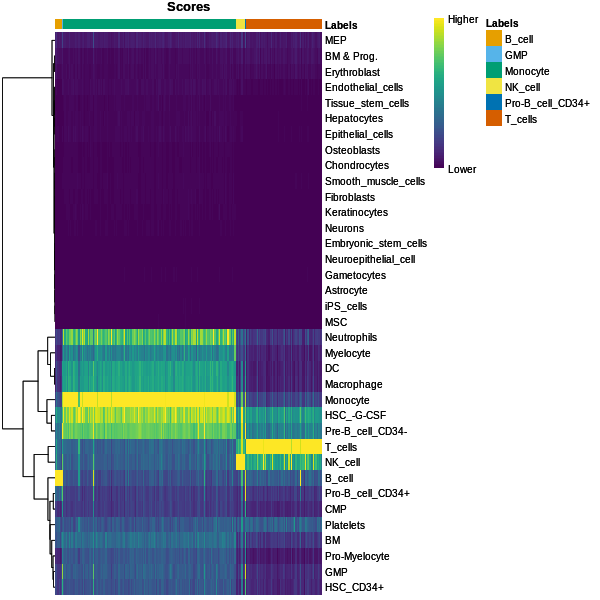 Scores
Labels
MEP
BM & Prog.
Erythroblast
Endothelial_cells
Tissue_stem_cells
Hepatocytes
Epithelial_cells
Osteoblasts
Chondrocytes
Smooth_muscle_cells
Fibroblasts
Keratinocytes
Neurons
Embryonic_stem_cells
Neuroepithelial_cell
Gametocytes
Astrocyte
iPS_cells
MSC
Neutrophils
Myelocyte
DC
Macrophage
Monocyte
HSC_-G-CSF
Pre-B_cell_CD34-
T_cells
NK_cell
B_cell
Pro-B_cell_CD34+
CMP
Platelets
BM
Pro-Myelocyte
GMP
HSC_CD34+
Higher
Lower
Labels
B_cell
GMP
Monocyte
NK_cell
Pro-B_cell_CD34+
T_cells